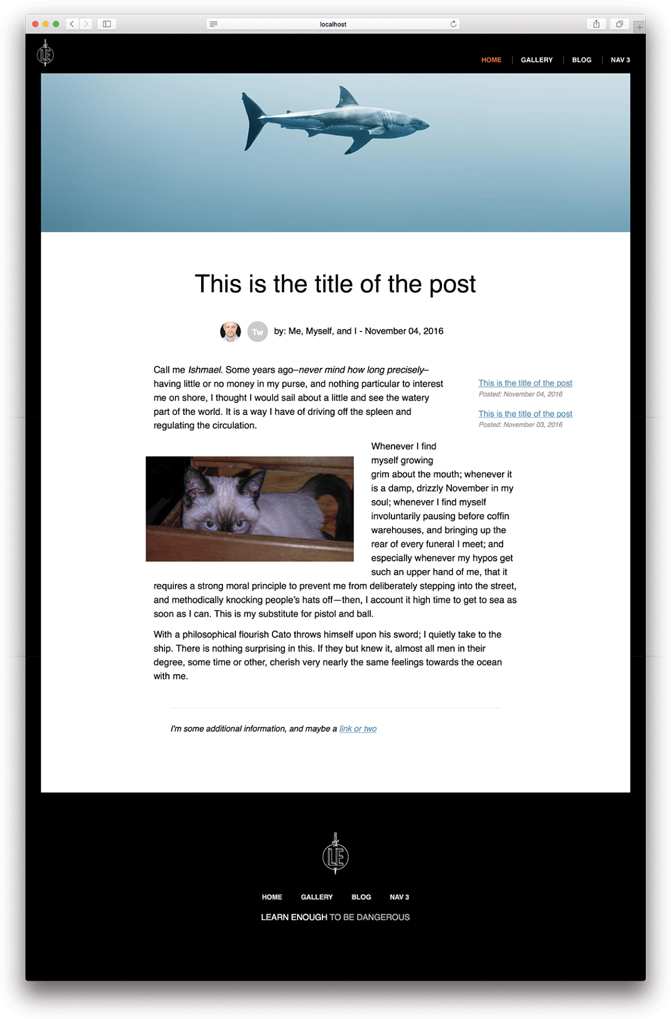 localhost
LE
HOME GALLERY BLOG NAV 3
This is the title of the post
Tw by: Me, Myself, and I - November 04, 2016
Call me Ishmael. Some years ago–never mind how long precisely–
having little or no money in my purse, and nothing particular to interest
me on shore, I thought I would sail about a little and see the watery
part of the world. It is a way I have of driving off the spleen and
regulating the circulation.
This is the title of the post
Posted: November 04, 2016
This is the title of the post
Posted: November 03, 2016
Whenever I find
myself growing
grim about the mouth; whenever it
is a damp, drizzly November in my
soul; whenever I find myself
involuntarily pausing before coffin
warehouses, and bringing up the
rear of every funeral I meet; and
especially whenever my hypos get
such an upper hand of me, that it
requires a strong moral principle to prevent me from deliberately stepping into the street,
and methodically knocking people’s hats off—then, I account it high time to get to sea as
soon as I can. This is my substitute for pistol and ball.
With a philosophical flourish Cato throws himself upon his sword; I quietly take to the
ship. There is nothing surprising in this. If they but knew it, almost all men in their
degree, some time or other, cherish very nearly the same feelings towards the ocean
with me.
I'm some additional information, and maybe a link or two
LE
HOME GALLERY BLOG NAV 3
LEARN ENOUGH TO BE DANGEROUS